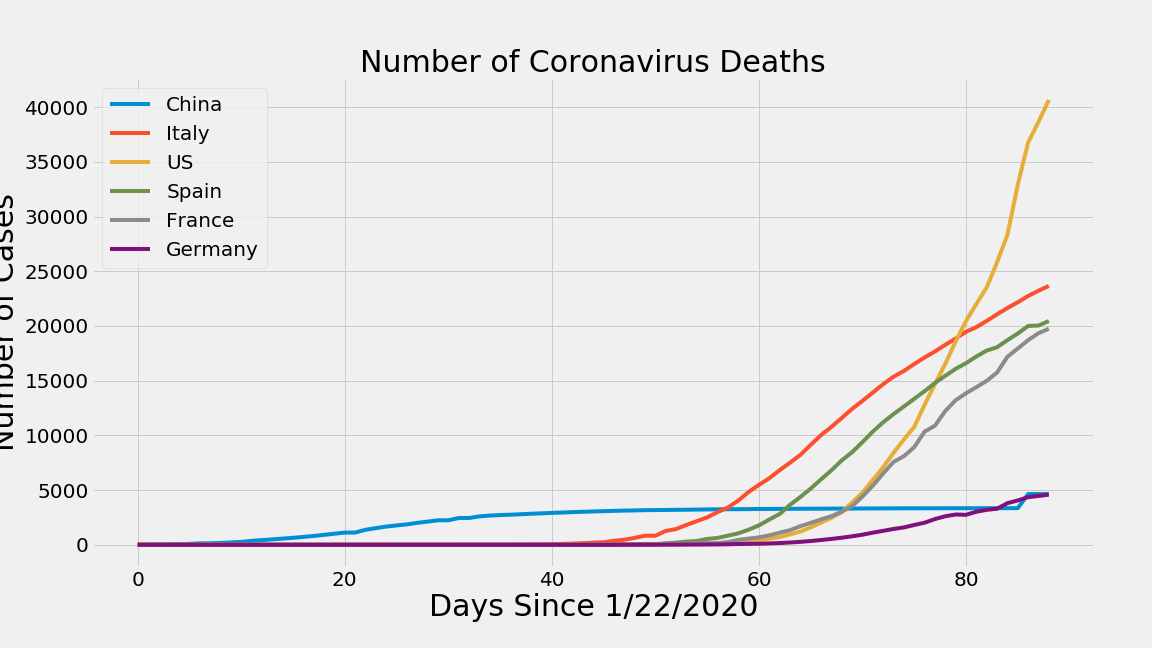 Number of Coronavirus Deaths
China
Italy
US
Spain
France
Germany
40000
35000
30000
25000
20000
15000
10000
5000
0
Number of Cases
0 20 40 60 80
Days Since 1/22/2020